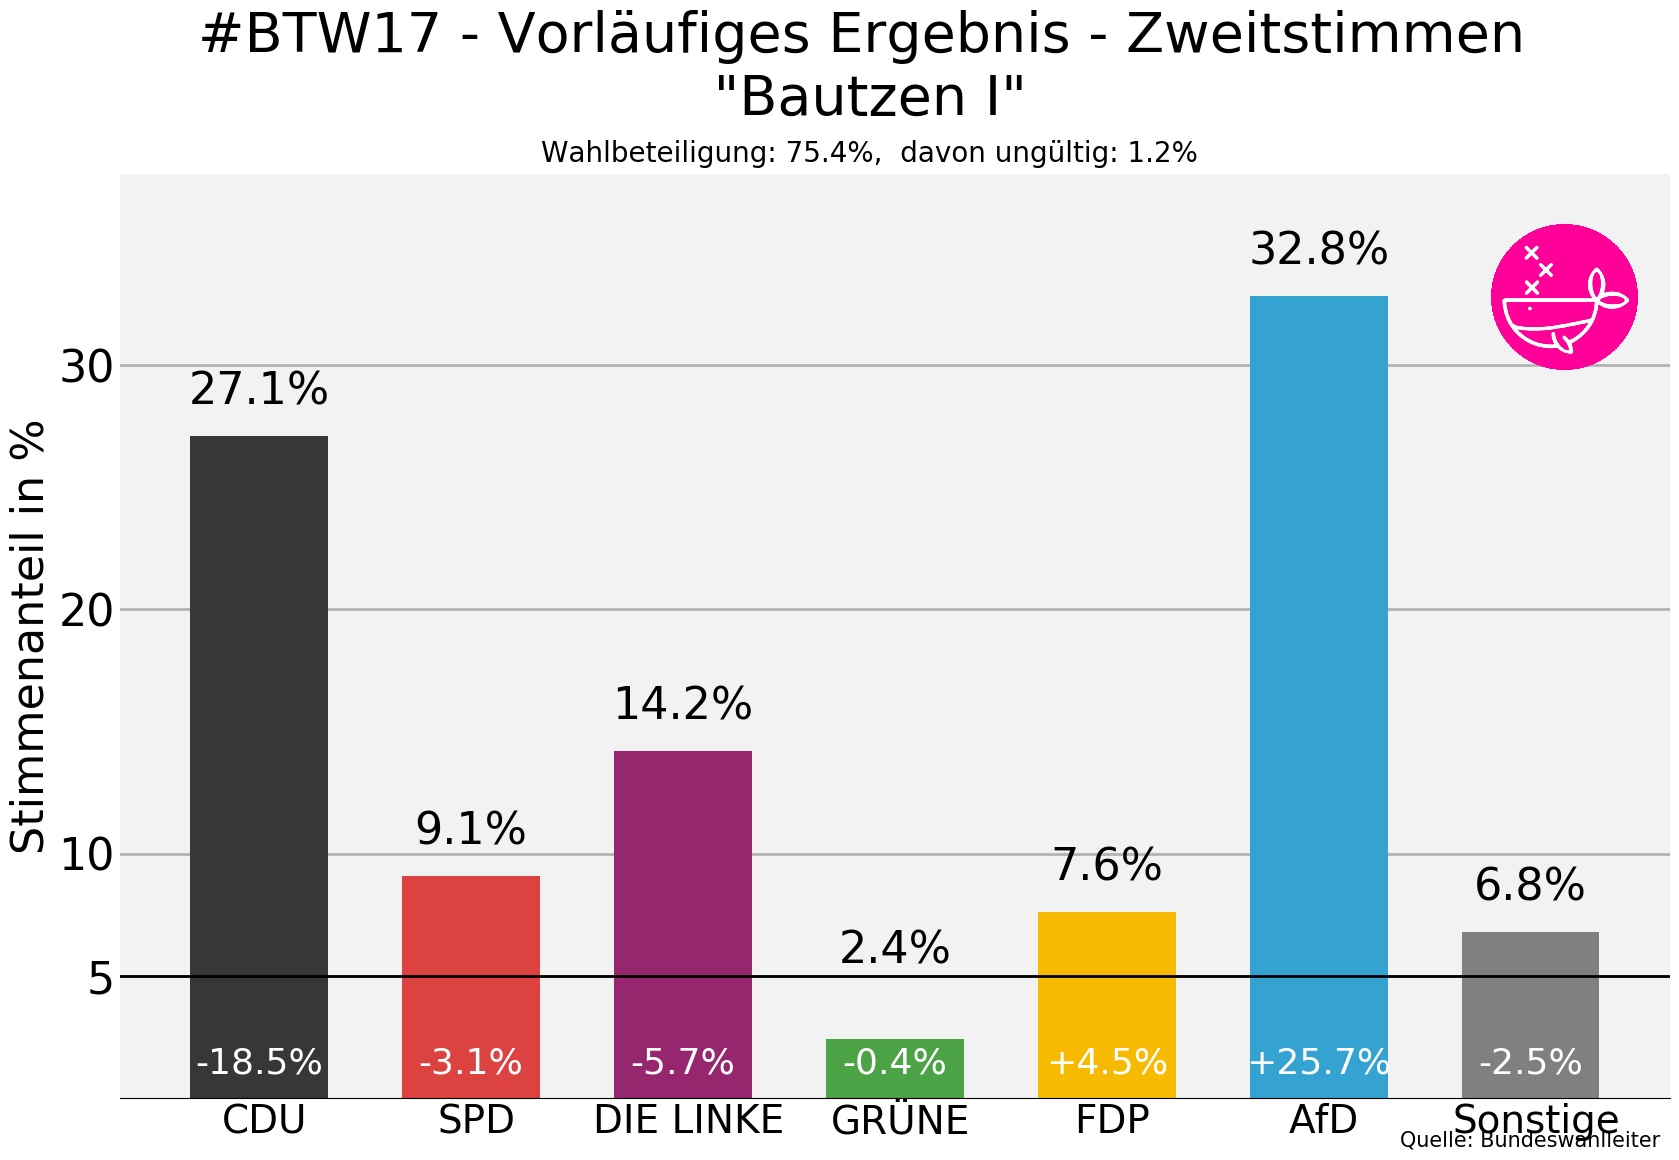 #BTW17 - Vorläufiges Ergebnis - Zweitstimmen
"Bautzen I"
Wahlbeteiligung: 75.4%,  davon ungültig: 1.2%
Stimmenanteil in %
30
20
10
5
27.1%
9.1%
14.2%
2.4%
7.6%
32.8%
6.8%
-18.5%
-3.1%
-5.7%
-0.4%
+4.5%
+25.7%
-2.5%
CDU
SPD
DIE LINKE
GRÜNE
FDP
AfD
Sonstige
Quelle: Bundeswahlleiter